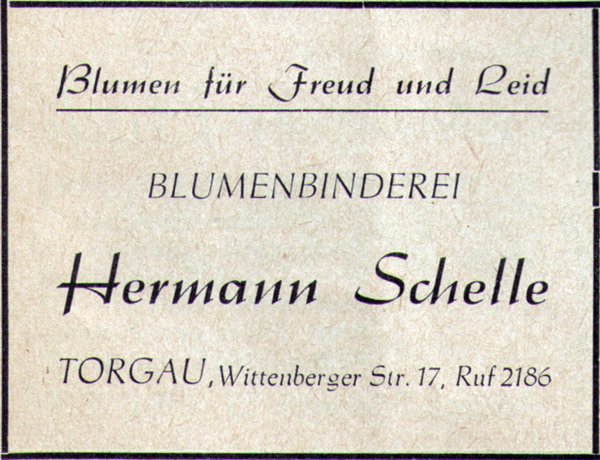 Blumen für Freud und Leid
BLUMENBINDEREI
Hermann Schelle
TORGAU, Wittenberger Str. 17, Ruf 2186